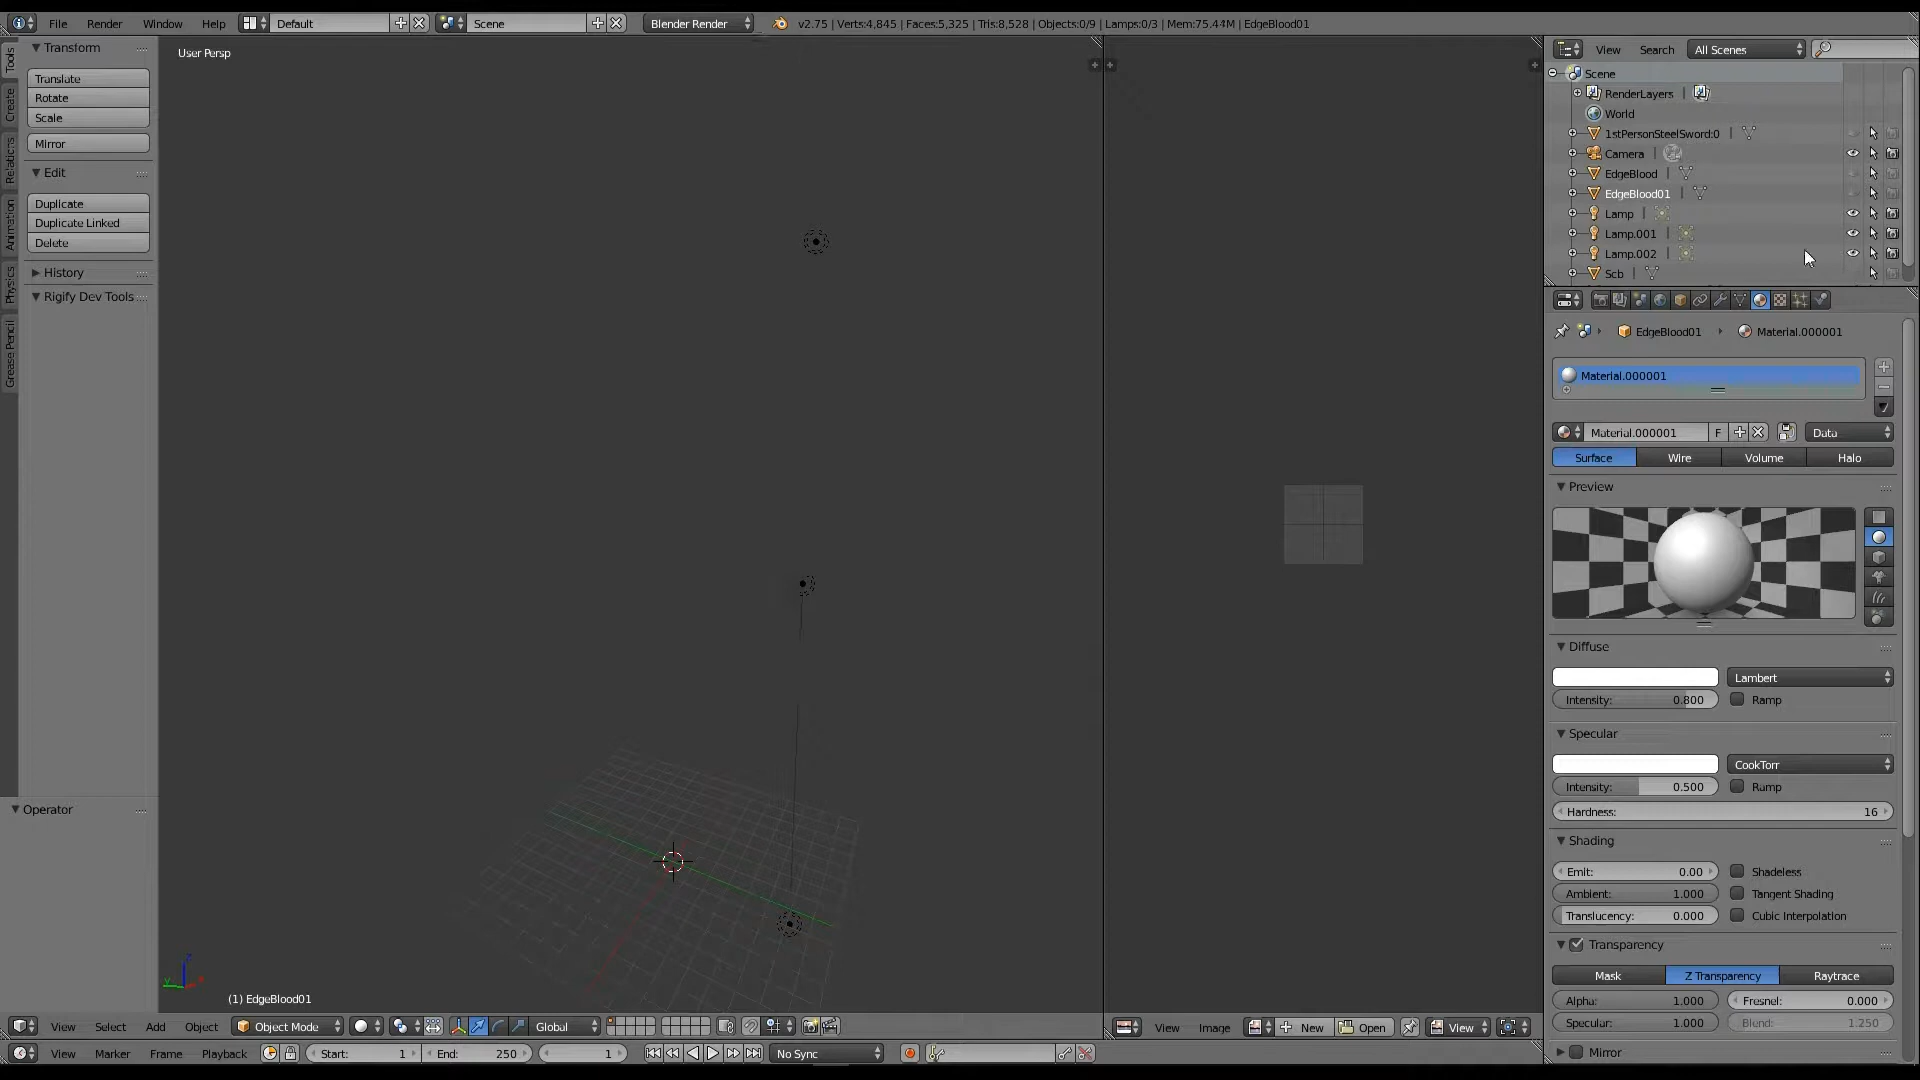 File Render Window Help Default Scene Blender Render v2.75 | Verts:4,845 | Faces:5,325 | Tris:8,528 | Objects:0/9 | Lamps:0/3 | Mem:75.44M | EdgeBlood01
Tools
Create
Relations
Animation
Physics
Grease Pencil
Transform
Translate
Rotate
Scale
Mirror
Edit
Duplicate
Duplicate Linked
Delete
History
Rigify Dev Tools
Operator
User Persp
(1) EdgeBlood01
View Select Add Object Object Mode Global
View Image New Open View
View Marker Frame Playback Start: 1 End: 250 1 No Sync
View Search All Scenes
Scene
RenderLayers |
World
1stPersonSteelSword:0 |
Camera |
EdgeBlood |
EdgeBlood01 |
Lamp |
Lamp.001 |
Lamp.002 |
Scb |
EdgeBlood01 Material.000001
Material.000001
Material.000001 F Data
Surface Wire Volume Halo
Preview
Diffuse
Lambert
Intensity: 0.800 Ramp
Specular
CookTorr
Intensity: 0.500 Ramp
Hardness: 16
Shading
Emit: 0.00 Shadeless
Ambient: 1.000 Tangent Shading
Translucency: 0.000 Cubic Interpolation
Transparency
Mask Z Transparency Raytrace
Alpha: 1.000 Fresnel: 0.000
Specular: 1.000 Blend: 1.250
Mirror